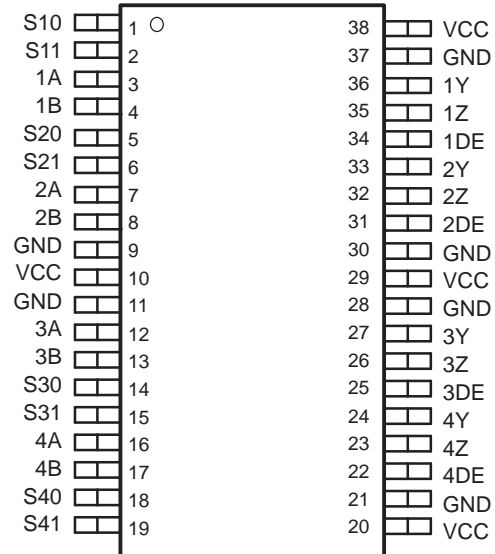 S10 1 38 VCC
S11 2 37 GND
1A 3 36 1Y
1B 4 35 1Z
S20 5 34 1DE
S21 6 33 2Y
2A 7 32 2Z
2B 8 31 2DE
GND 9 30 GND
VCC 10 29 VCC
GND 11 28 GND
3A 12 27 3Y
3B 13 26 3Z
S30 14 25 3DE
S31 15 24 4Y
4A 16 23 4Z
4B 17 22 4DE
S40 18 21 GND
S41 19 20 VCC